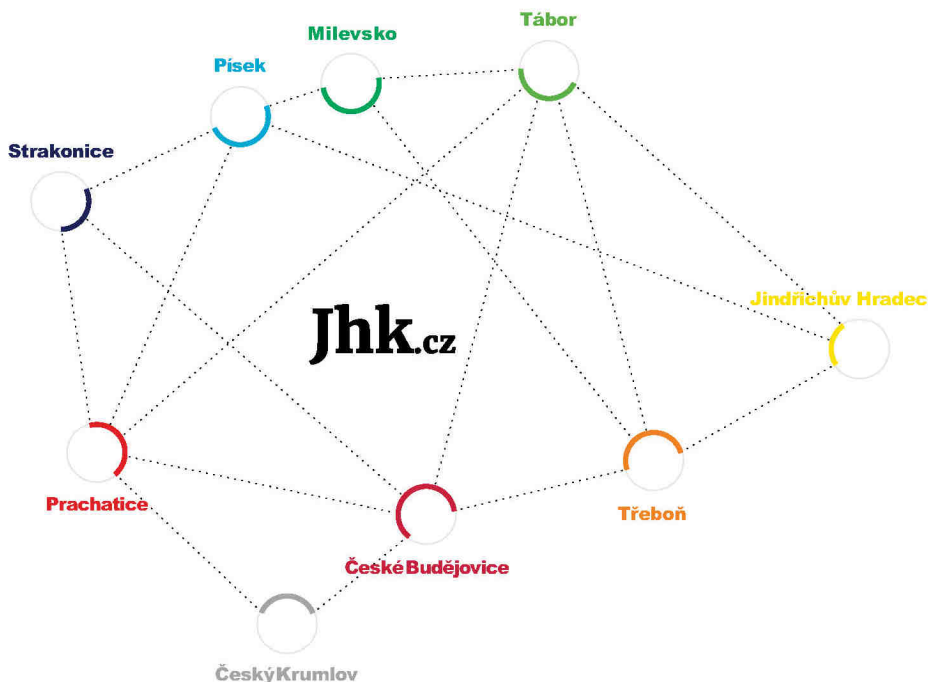 Tábor
Milevsko
Písek
Strakonice
Jindřichův Hradec
Jhk.cz
Prachatice
Třeboň
České Budějovice
Český Krumlov